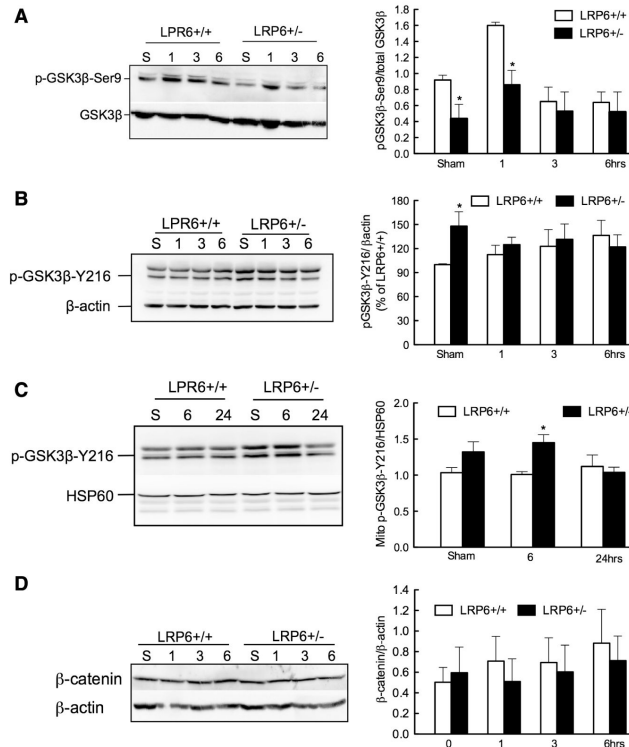 A
LPR6+/+ LRP6+/-
S 1 3 6 S 1 3 6
p-GSK3β-Ser9
GSK3β
pGSK3β-Ser9/total GSK3β
1.8
1.6
1.4
1.2
1.0
0.8
0.6
0.4
0.2
0.0
LRP6+/+
LRP6+/-
* *
Sham 1 3 6hrs
B
LPR6+/+ LRP6+/-
S 1 3 6 S 1 3 6
p-GSK3β-Y216
β-actin
pGSK3β-Y216/ βactin
(% of LRP6+/+)
180
150
120
90
60
30
0
LRP6+/+ LRP6+/-
*
Sham 1 3 6hrs
C
LPR6+/+ LRP6+/-
S 6 24 S 6 24
p-GSK3β-Y216
HSP60
Mito p-GSK3β-Y216/HSP60
2.0
1.5
1.0
0.5
0.0
LRP6+/+ LRP6+/-
*
Sham 6 24hrs
D
LRP6+/+ LRP6+/-
S 1 3 6 S 1 3 6
β-catenin
β-actin
β-catenin/β-actin
1.4
1.2
1.0
0.8
0.6
0.4
0.2
0.0
LRP6+/+ LRP6+/-
0 1 3 6hrs